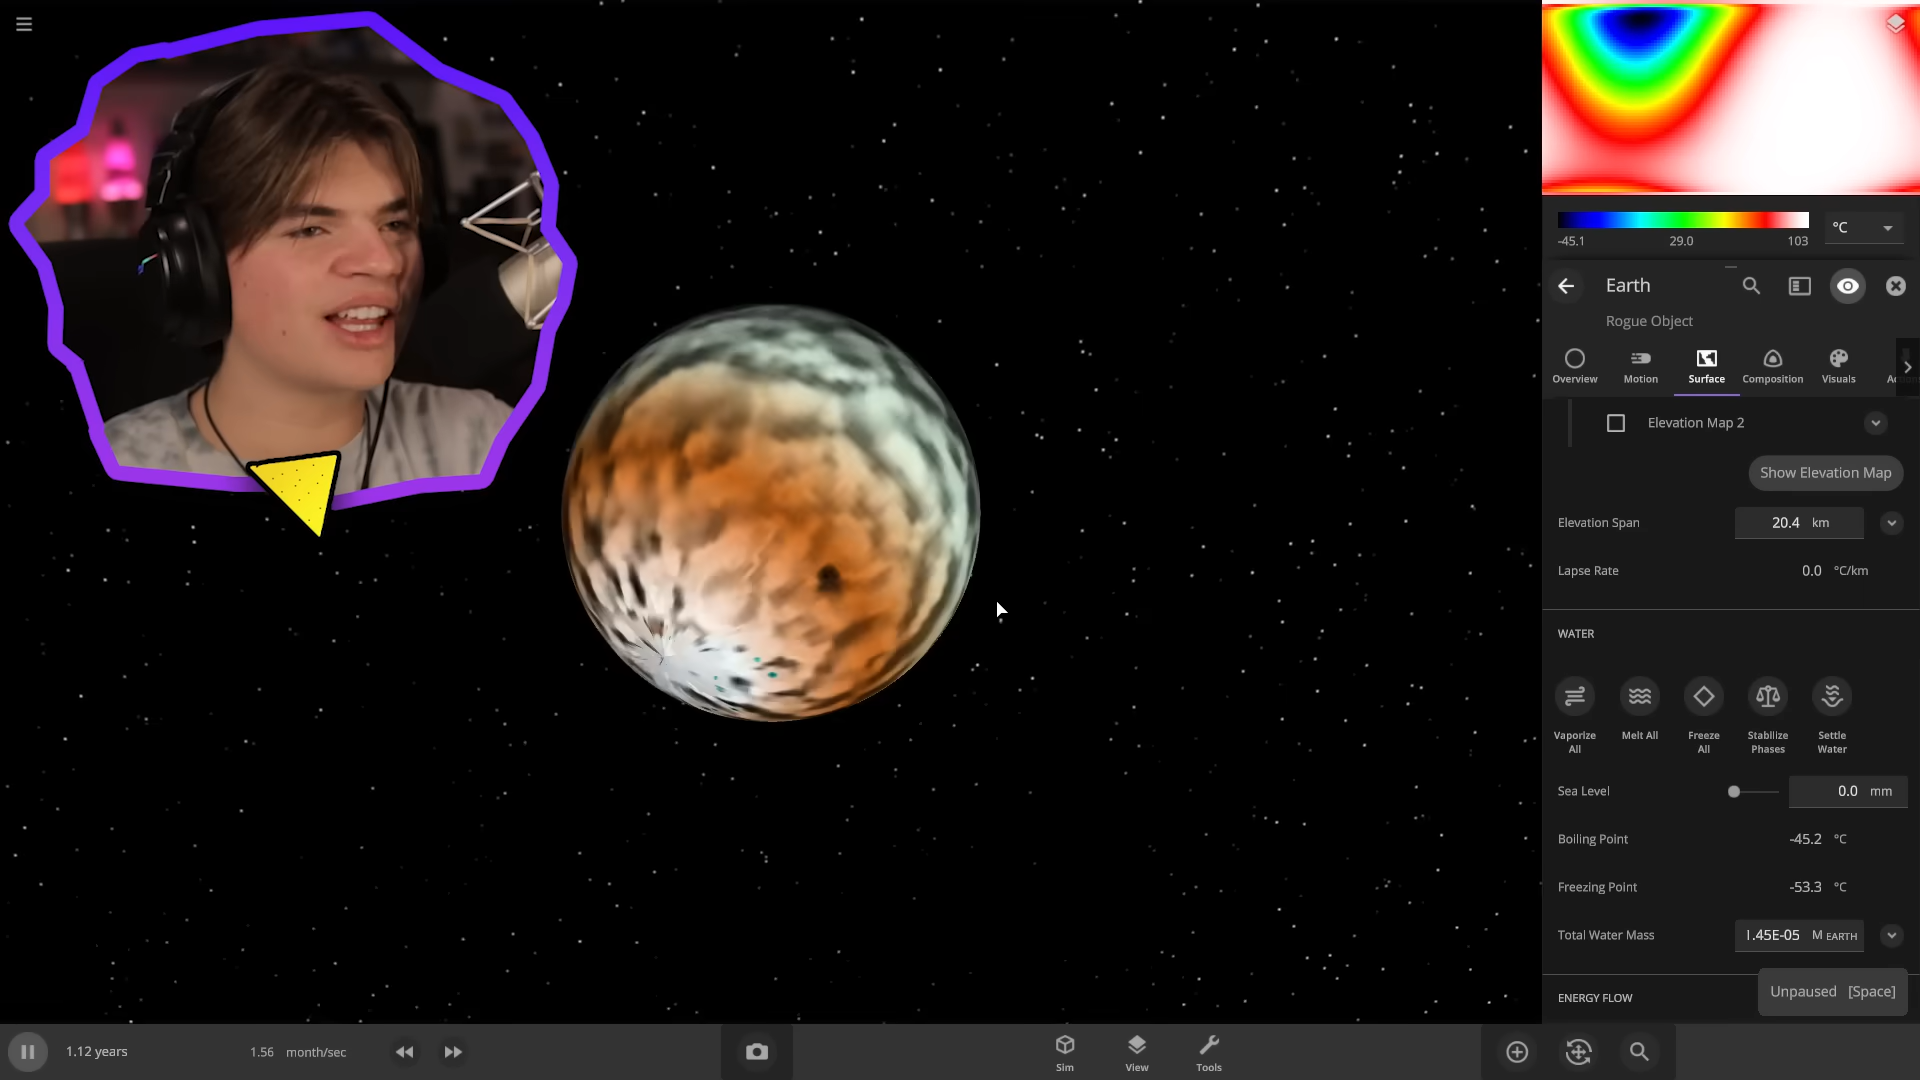 -45.1 29.0 103 °C
Earth
Rogue Object
Overview Motion Surface Composition Visuals
Elevation Map 2
Show Elevation Map
Elevation Span 20.4 km
Lapse Rate 0.0 °C/km
WATER
Vaporize All
Melt All
Freeze All
Stabilize Phases
Settle Water
Sea Level 0.0 mm
Boiling Point -45.2 °C
Freezing Point -53.3 °C
Total Water Mass 1.45E-05 M EARTH
ENERGY FLOW
Unpaused [Space]
1.12 years 1.56 month/sec
Sim View Tools